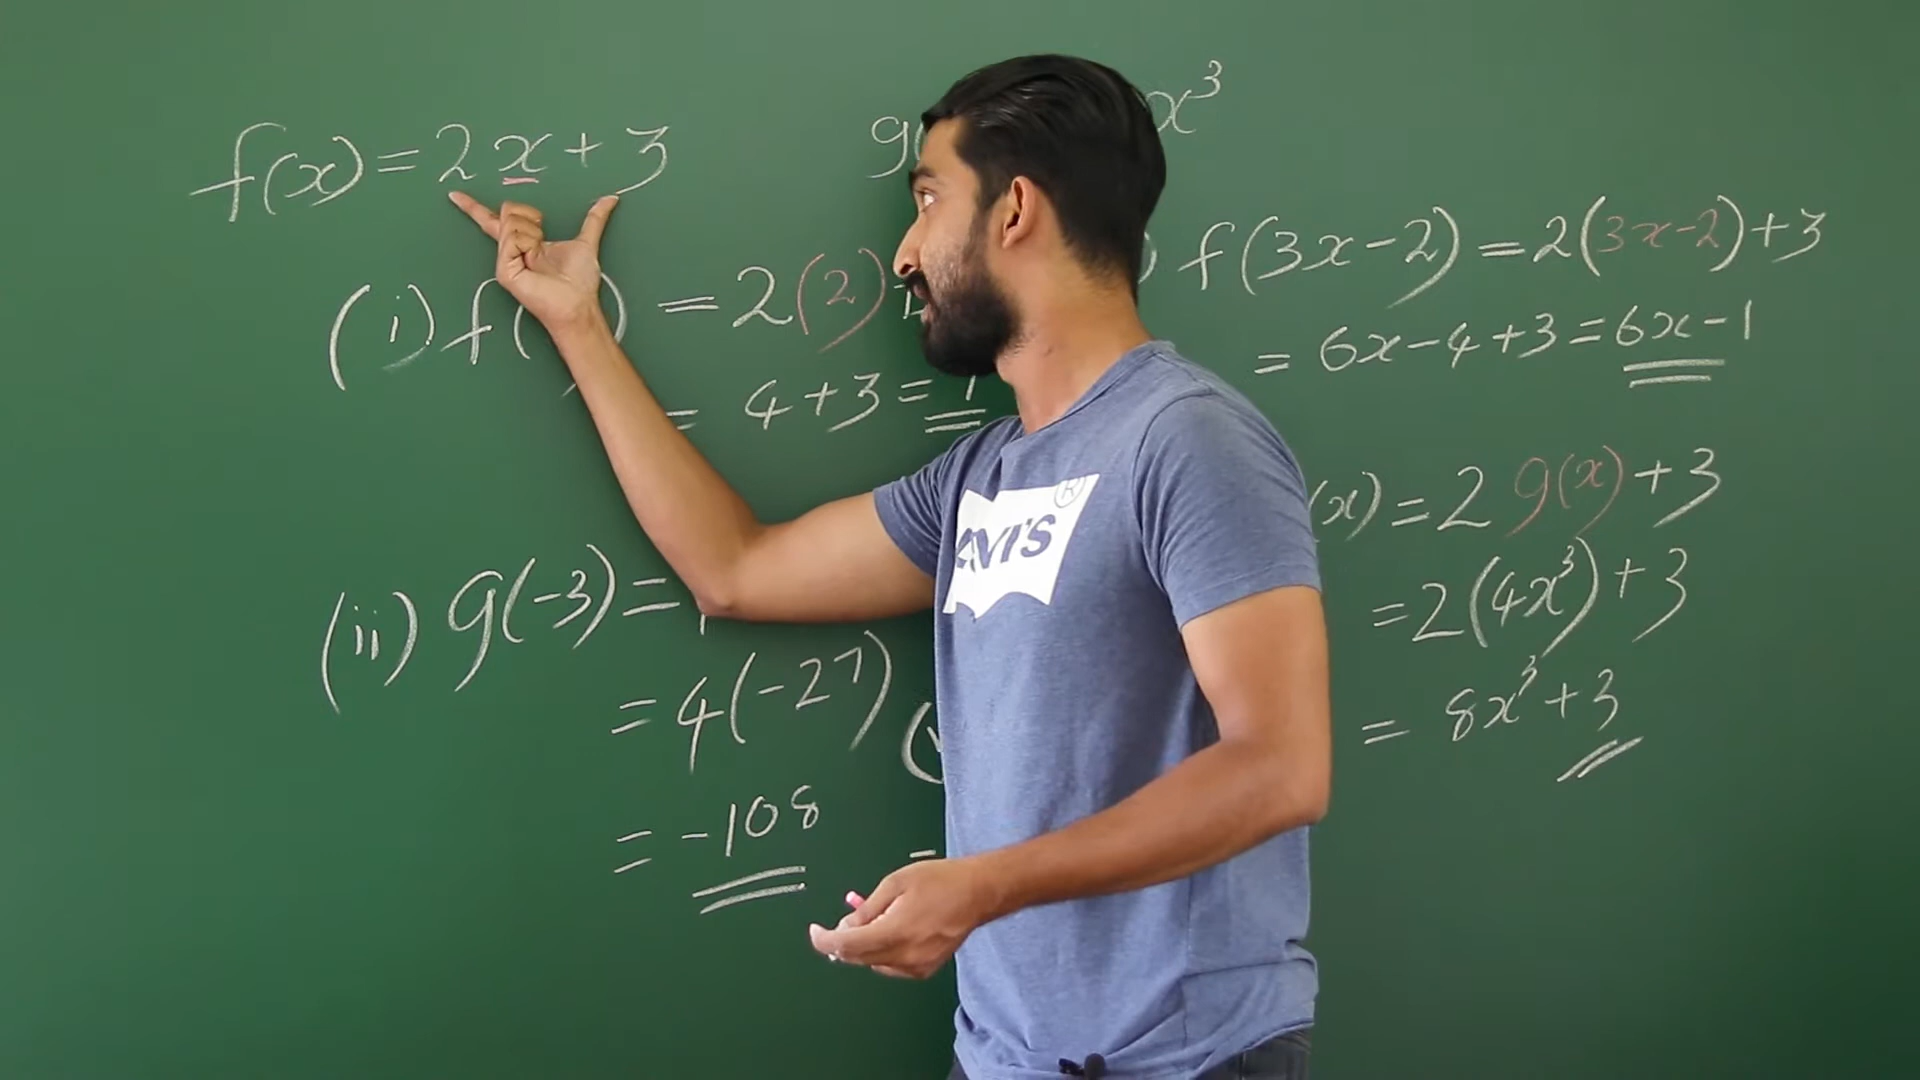 f(x) = 2x + 3
x³
(i) f( ) = 2(2)
= 4 + 3 =
(ii) g(-3) =
= 4(-27)
= -108
) f(3x-2) = 2(3x-2)+3
= 6x-4+3 = 6x-1
(x) = 2 g(x) + 3
= 2(4x³) + 3
= 8x³ + 3
LEVI'S ®